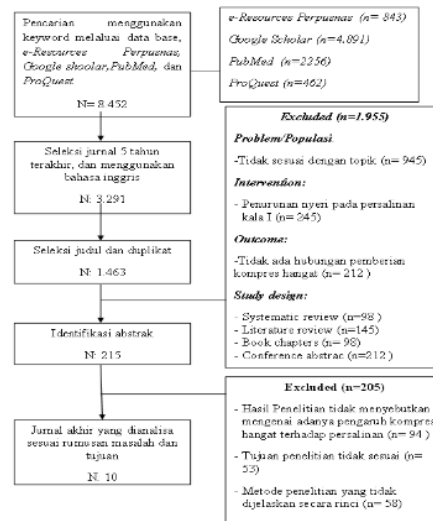 Pencarian menggunakan
keyword melaluai data base,
e-Resources Perpusnas,
Google shoolar, PubMed, dan
ProQuest
N= 8.452
e-Resources Perpusnas (n= 843)
Google Scholar (n=4.891)
PubMed (n=2256)
ProQuest (n=462)
Seleksi jurnal 5 tahun
terakhir, dan menggunakan
bahasa inggris
N: 3.291
Seleksi judul dan duplikat
N: 1.463
Identifikasi abstrak
N: 215
Jurnal akhir yang dianalisa
sesuai rumusan masalah dan
tujuan
N: 10
Excluded (n=1.955)
Problem/Populasi
-Tidak sesuai dengan topik (n= 945)
Intervention:
- Penurunan nyeri pada persalinan
kala I (n= 245)
Outcome:
-Tidak ada hubungan pemberian
kompres hangat (n= 212 )
Study design:
- Systematic review (n=98 )
- Literature review (n=145)
- Book chapters (n= 98)
- Conference abstrac (n=212 )
Excluded (n=205)
- Hasil Penelitian tidak menyebutkan
mengenai adanya pengaruh kompres
hangat terhadap persalinan (n= 94 )
- Tujuan penelitian tidak sesuai (n=
53)
- Metode penelitian yang tidak
dijelaskan secara rinci (n= 58)